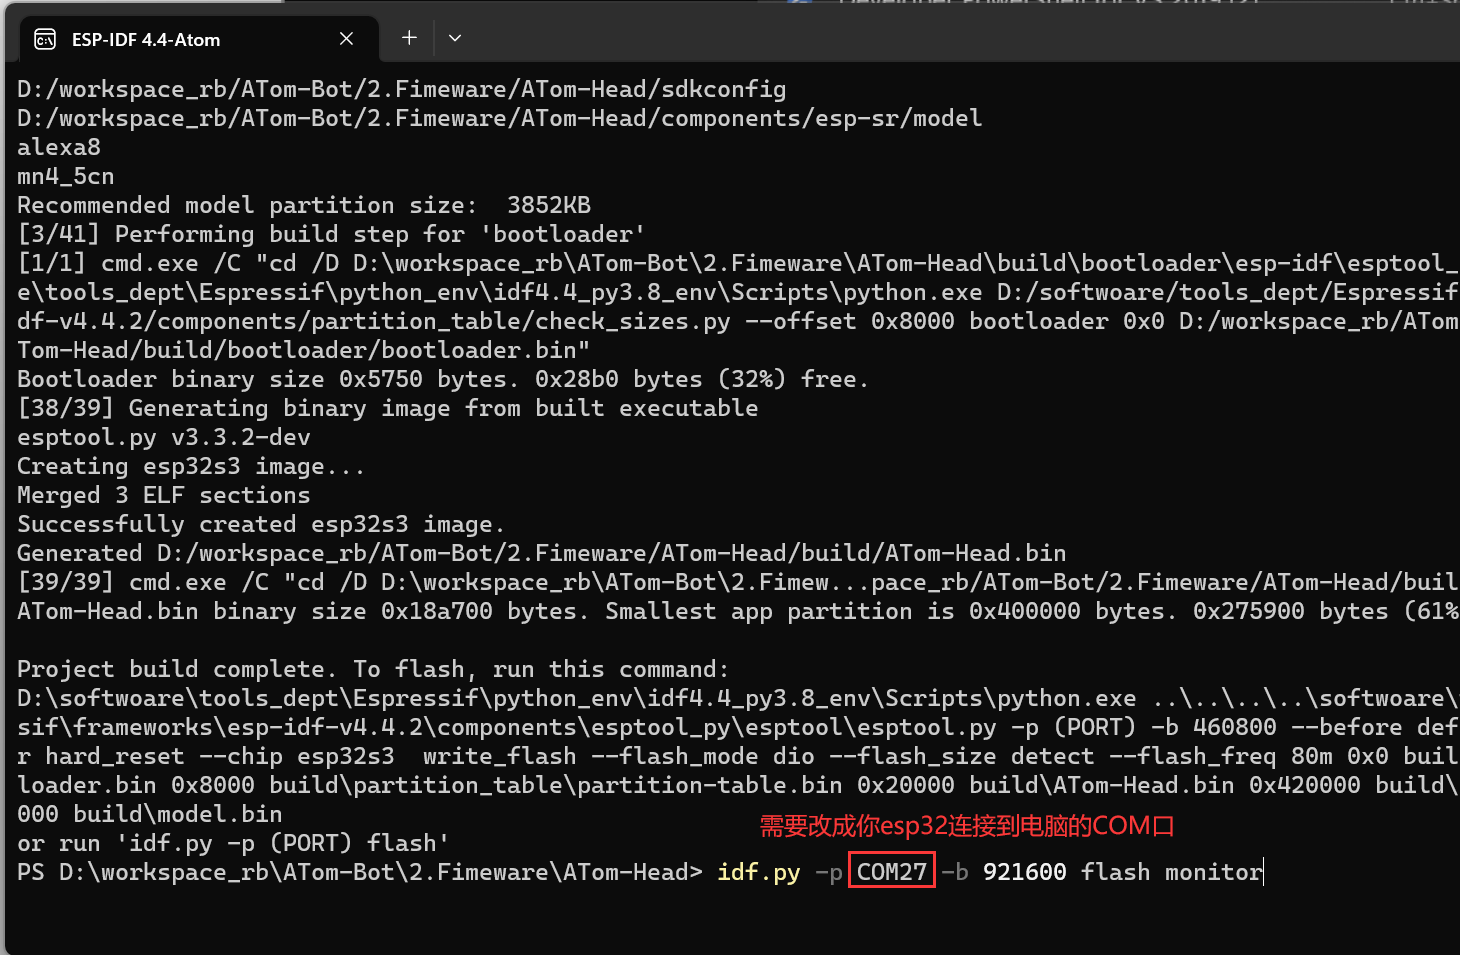 ESP-IDF 4.4-Atom
D:/workspace_rb/ATom-Bot/2.Fimeware/ATom-Head/sdkconfig
D:/workspace_rb/ATom-Bot/2.Fimeware/ATom-Head/components/esp-sr/model
alexa8
mn4_5cn
Recommended model partition size:  3852KB
[3/41] Performing build step for 'bootloader'
[1/1] cmd.exe /C "cd /D D:\workspace_rb\ATom-Bot\2.Fimeware\ATom-Head\build\bootloader\esp-idf\esptool_
e\tools_dept\Espressif\python_env\idf4.4_py3.8_env\Scripts\python.exe D:/softwoare/tools_dept/Espressif
df-v4.4.2/components/partition_table/check_sizes.py --offset 0x8000 bootloader 0x0 D:/workspace_rb/ATom
Tom-Head/build/bootloader/bootloader.bin"
Bootloader binary size 0x5750 bytes. 0x28b0 bytes (32%) free.
[38/39] Generating binary image from built executable
esptool.py v3.3.2-dev
Creating esp32s3 image...
Merged 3 ELF sections
Successfully created esp32s3 image.
Generated D:/workspace_rb/ATom-Bot/2.Fimeware/ATom-Head/build/ATom-Head.bin
[39/39] cmd.exe /C "cd /D D:\workspace_rb\ATom-Bot\2.Fimew...pace_rb/ATom-Bot/2.Fimeware/ATom-Head/buil
ATom-Head.bin binary size 0x18a700 bytes. Smallest app partition is 0x400000 bytes. 0x275900 bytes (61%
Project build complete. To flash, run this command:
D:\softwoare\tools_dept\Espressif\python_env\idf4.4_py3.8_env\Scripts\python.exe ..\..\..\..\softwoare\
sif\frameworks\esp-idf-v4.4.2\components\esptool_py\esptool\esptool.py -p (PORT) -b 460800 --before def
r hard_reset --chip esp32s3  write_flash --flash_mode dio --flash_size detect --flash_freq 80m 0x0 buil
loader.bin 0x8000 build\partition_table\partition-table.bin 0x20000 build\ATom-Head.bin 0x420000 build\
000 build\model.bin
需要改成你esp32连接到电脑的COM口
or run 'idf.py -p (PORT) flash'
PS D:\workspace_rb\ATom-Bot\2.Fimeware\ATom-Head> idf.py -p COM27 -b 921600 flash monitor